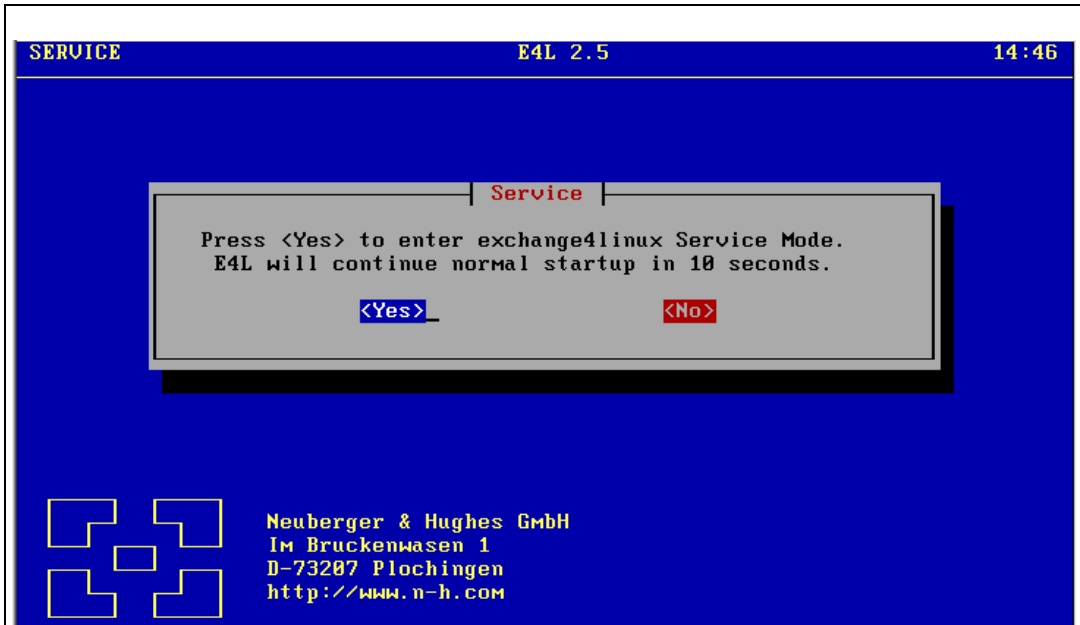 SERVICE E4L 2.5 14:46
Service
Press <Yes> to enter exchange4linux Service Mode.
E4L will continue normal startup in 10 seconds.
<Yes> <No>
Neuberger & Hughes GmbH
Im Bruckenwasen 1
D-73207 Plochingen
http://www.n-h.com